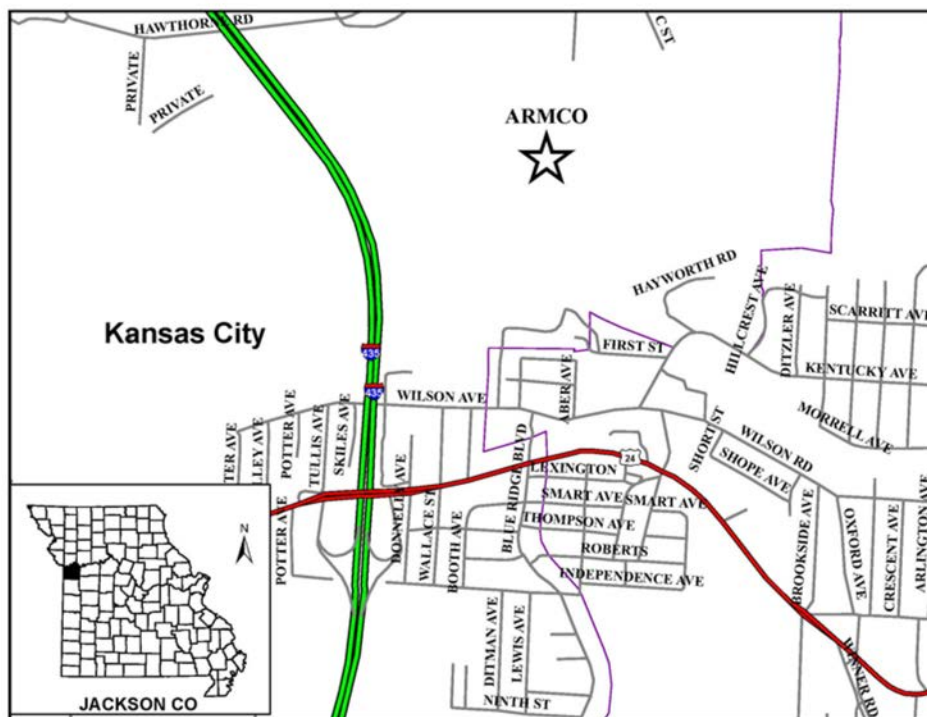 HAWTHORNE RD
C ST
PRIVATE
PRIVATE
ARMCO
HAYWORTH RD
HILLCREST AVE
DITZLER AVE
SCARRITT AVE
Kansas City
FIRST ST
435
KENTUCKY AVE
435
WILSON AVE
ABER AVE
MORRELL AVE
POTTER AVE
TULLIS AVE
SKILES AVE
TER AVE
LLEY AVE
BLUE RIDGE BLVD
SHORT ST
WILSON RD
24
LEXINGTON
SHOPE AVE
DONNELLY AVE
WALLACE ST
BOOTH AVE
SMART AVE
SMART AVE
THOMPSON AVE
N
POTTER AVE
ROBERTS
INDEPENDENCE AVE
BROOKSIDE AVE
OXFORD AVE
CRESCENT AVE
ARLINGTON
DITMAN AVE
LEWIS AVE
NINTH ST
JACKSON CO